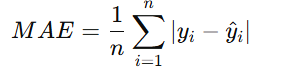 MAE = \frac{1}{n} \sum_{i=1}^{n} |y_i - \hat{y}_i|